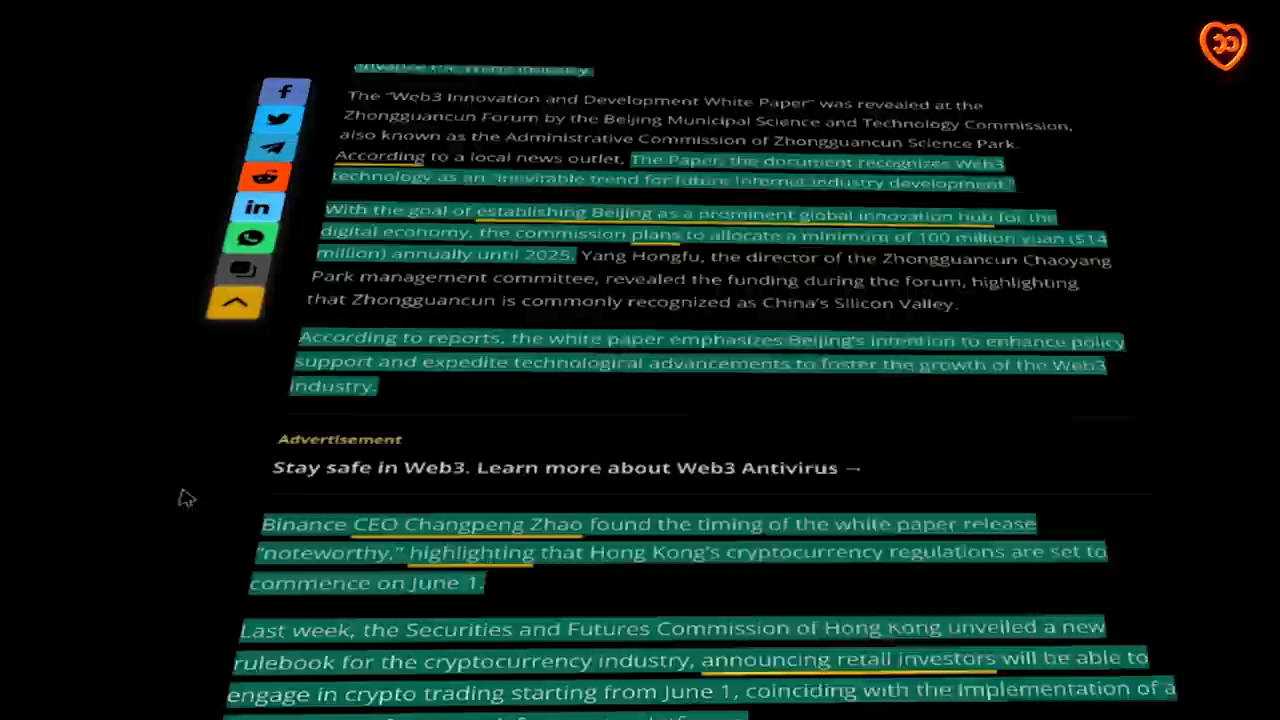 advance the Web3 industry.
The “Web3 Innovation and Development White Paper” was revealed at the
Zhongguancun Forum by the Beijing Municipal Science and Technology Commission,
also known as the Administrative Commission of Zhongguancun Science Park.
According to a local news outlet, The Paper, the document recognizes Web3
technology as an “inevitable trend for future Internet industry development.”
With the goal of establishing Beijing as a prominent global innovation hub for the
digital economy, the commission plans to allocate a minimum of 100 million yuan ($14
million) annually until 2025. Yang Hongfu, the director of the Zhongguancun Chaoyang
Park management committee, revealed the funding during the forum, highlighting
that Zhongguancun is commonly recognized as China’s Silicon Valley.
According to reports, the white paper emphasizes Beijing’s intention to enhance policy
support and expedite technological advancements to foster the growth of the Web3
industry.
Advertisement
Stay safe in Web3. Learn more about Web3 Antivirus →
Binance CEO Changpeng Zhao found the timing of the white paper release
“noteworthy,” highlighting that Hong Kong’s cryptocurrency regulations are set to
commence on June 1.
Last week, the Securities and Futures Commission of Hong Kong unveiled a new
rulebook for the cryptocurrency industry, announcing retail investors will be able to
engage in crypto trading starting from June 1, coinciding with the implementation of a